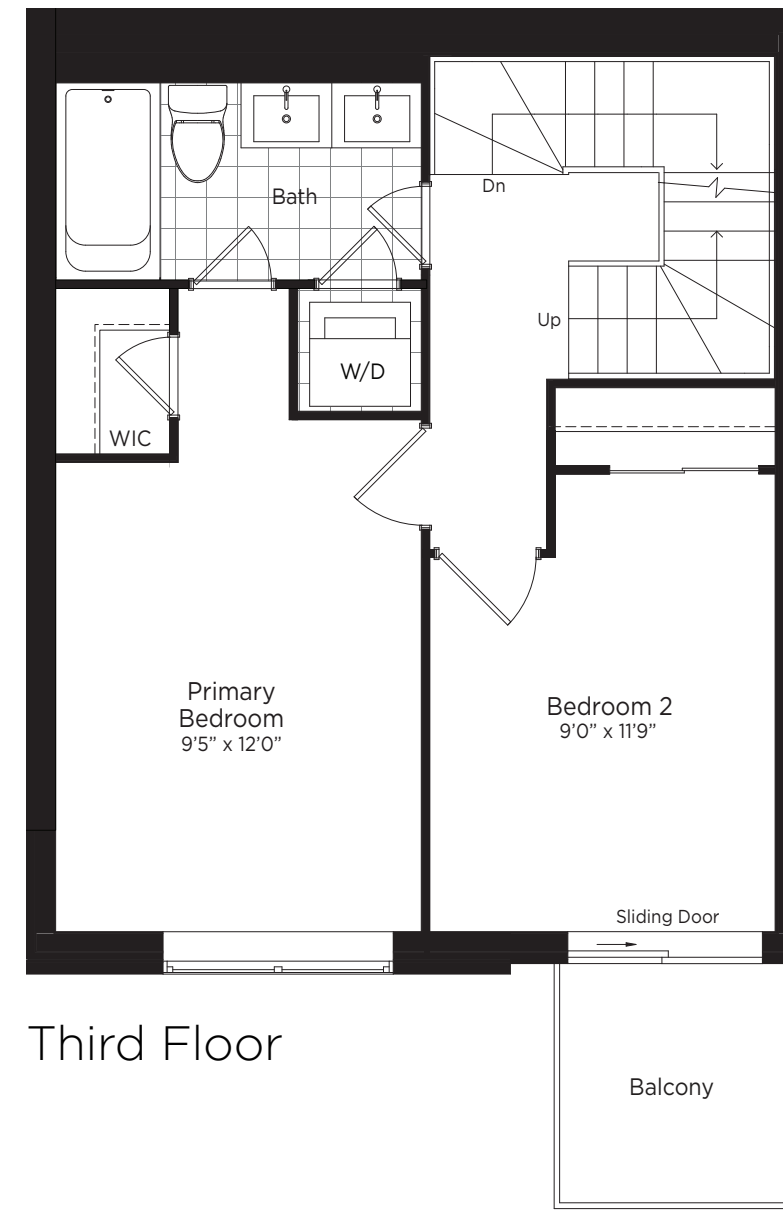 Bath
Dn
Up
W/D
WIC
Primary
Bedroom
9’5” x 12’0”
Bedroom 2
9’0” x 11’9”
Sliding Door
Third Floor
Balcony